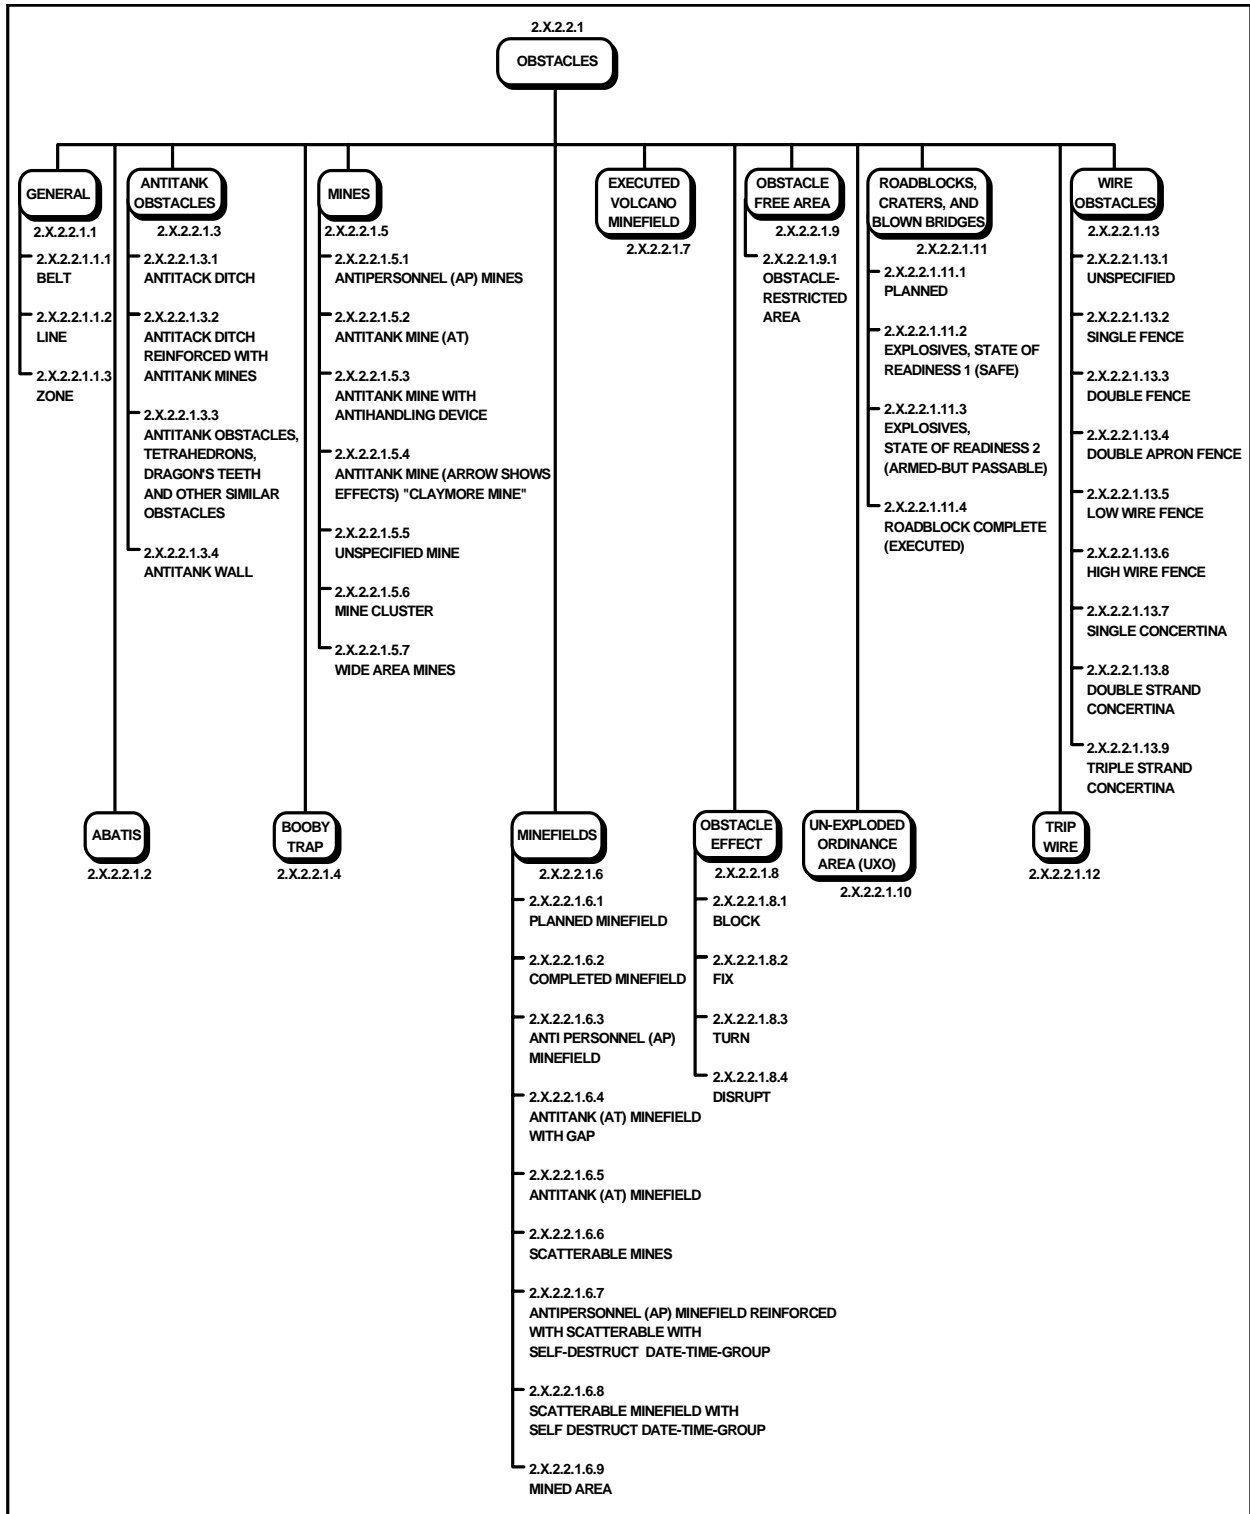 2.X.2.2.1
OBSTACLES
GENERAL
2.X.2.2.1.1
2.X.2.2.1.1.1
BELT
2.X.2.2.1.1.2
LINE
2.X.2.2.1.1.3
ZONE
ANTITANK
OBSTACLES
2.X.2.2.1.3
2.X.2.2.1.3.1
ANTITACK DITCH
2.X.2.2.1.3.2
ANTITACK DITCH
REINFORCED WITH
ANTITANK MINES
2.X.2.2.1.3.3
ANTITANK OBSTACLES,
TETRAHEDRONS,
DRAGON'S TEETH
AND OTHER SIMILAR
OBSTACLES
2.X.2.2.1.3.4
ANTITANK WALL
MINES
2.X.2.2.1.5
2.X.2.2.1.5.1
ANTIPERSONNEL (AP) MINES
2.X.2.2.1.5.2
ANTITANK MINE (AT)
2.X.2.2.1.5.3
ANTITANK MINE WITH
ANTIHANDLING DEVICE
2.X.2.2.1.5.4
ANTITANK MINE (ARROW SHOWS
EFFECTS) "CLAYMORE MINE"
2.X.2.2.1.5.5
UNSPECIFIED MINE
2.X.2.2.1.5.6
MINE CLUSTER
2.X.2.2.1.5.7
WIDE AREA MINES
EXECUTED
VOLCANO
MINEFIELD
2.X.2.2.1.7
OBSTACLE
FREE AREA
2.X.2.2.1.9
2.X.2.2.1.9.1
OBSTACLE-
RESTRICTED
AREA
ROADBLOCKS,
CRATERS, AND
BLOWN BRIDGES
2.X.2.2.1.11
2.X.2.2.1.11.1
PLANNED
2.X.2.2.1.11.2
EXPLOSIVES, STATE OF
READINESS 1 (SAFE)
2.X.2.2.1.11.3
EXPLOSIVES,
STATE OF READINESS 2
(ARMED-BUT PASSABLE)
2.X.2.2.1.11.4
ROADBLOCK COMPLETE
(EXECUTED)
WIRE
OBSTACLES
2.X.2.2.1.13
2.X.2.2.1.13.1
UNSPECIFIED
2.X.2.2.1.13.2
SINGLE FENCE
2.X.2.2.1.13.3
DOUBLE FENCE
2.X.2.2.1.13.4
DOUBLE APRON FENCE
2.X.2.2.1.13.5
LOW WIRE FENCE
2.X.2.2.1.13.6
HIGH WIRE FENCE
2.X.2.2.1.13.7
SINGLE CONCERTINA
2.X.2.2.1.13.8
DOUBLE STRAND
CONCERTINA
2.X.2.2.1.13.9
TRIPLE STRAND
CONCERTINA
ABATIS
2.X.2.2.1.2
BOOBY
TRAP
2.X.2.2.1.4
MINEFIELDS
2.X.2.2.1.6
2.X.2.2.1.6.1
PLANNED MINEFIELD
2.X.2.2.1.6.2
COMPLETED MINEFIELD
2.X.2.2.1.6.3
ANTI PERSONNEL (AP)
MINEFIELD
2.X.2.2.1.6.4
ANTITANK (AT) MINEFIELD
WITH GAP
2.X.2.2.1.6.5
ANTITANK (AT) MINEFIELD
2.X.2.2.1.6.6
SCATTERABLE MINES
2.X.2.2.1.6.7
ANTIPERSONNEL (AP) MINEFIELD REINFORCED
WITH SCATTERABLE WITH
SELF-DESTRUCT DATE-TIME-GROUP
2.X.2.2.1.6.8
SCATTERABLE MINEFIELD WITH
SELF DESTRUCT DATE-TIME-GROUP
2.X.2.2.1.6.9
MINED AREA
OBSTACLE
EFFECT
2.X.2.2.1.8
2.X.2.2.1.8.1
BLOCK
2.X.2.2.1.8.2
FIX
2.X.2.2.1.8.3
TURN
2.X.2.2.1.8.4
DISRUPT
UN-EXPLODED
ORDINANCE
AREA (UXO)
2.X.2.2.1.10
TRIP
WIRE
2.X.2.2.1.12